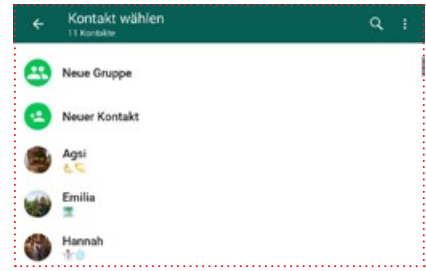 Kontakt wählen
11 Kontakte
Neue Gruppe
Neuer Kontakt
Agsi
Emilia
Hannah